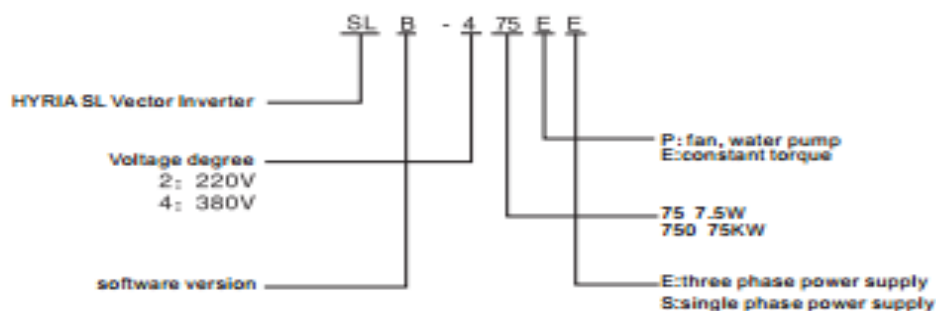 SL B - 4 75 E E
HYRIA SL Vector Inverter
P: fan, water pump
E:constant torque
Voltage degree
2: 220V
4: 380V
75 7.5W
750 75KW
software version
E:three phase power supply
S:single phase power supply